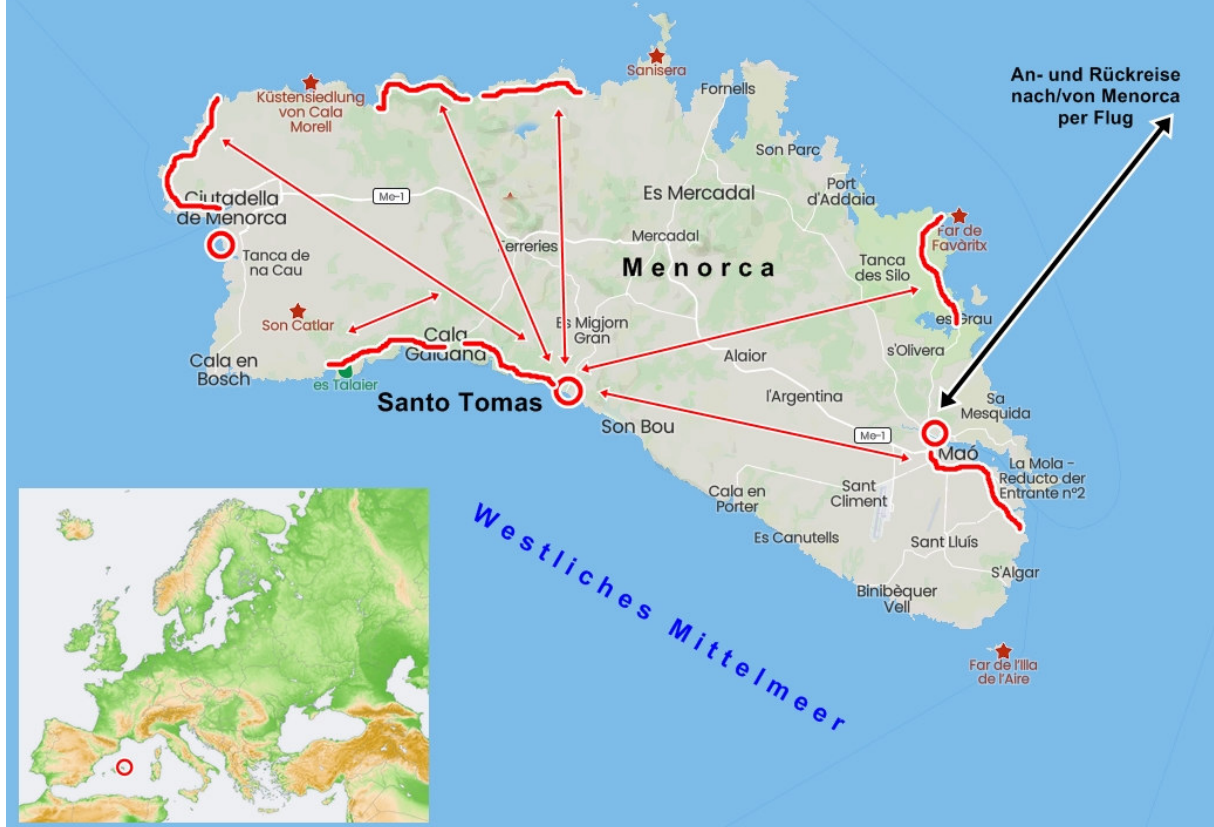 An- und Rückreise
nach/von Menorca
per Flug
Sanisera
Küstensiedlung
von Cala
Morell
Fornells
Son Parc
Port
d'Addaia
Ciutadella
de Menorca
Me-1
Es Mercadal
Mercadal
Ferreries
Far de
Favàritx
Tanca de
na Cau
Menorca
Tanca
des Silo
Son Catlar
Es Migjorn
Gran
es Grau
Cala
Galdana
s'Olivera
Cala en
Bosch
es Talaier
Alaior
Santo Tomas
l'Argentina
Sa
Mesquida
Son Bou
Me-1
Maó
La Mola -
Reducto der
Entrante nº2
Cala en
Porter
Sant
Climent
Es Canutells
Sant Lluís
S'Algar
Binibèquer
Vell
Westliches Mittelmeer
Far de l'Illa
de l'Aire